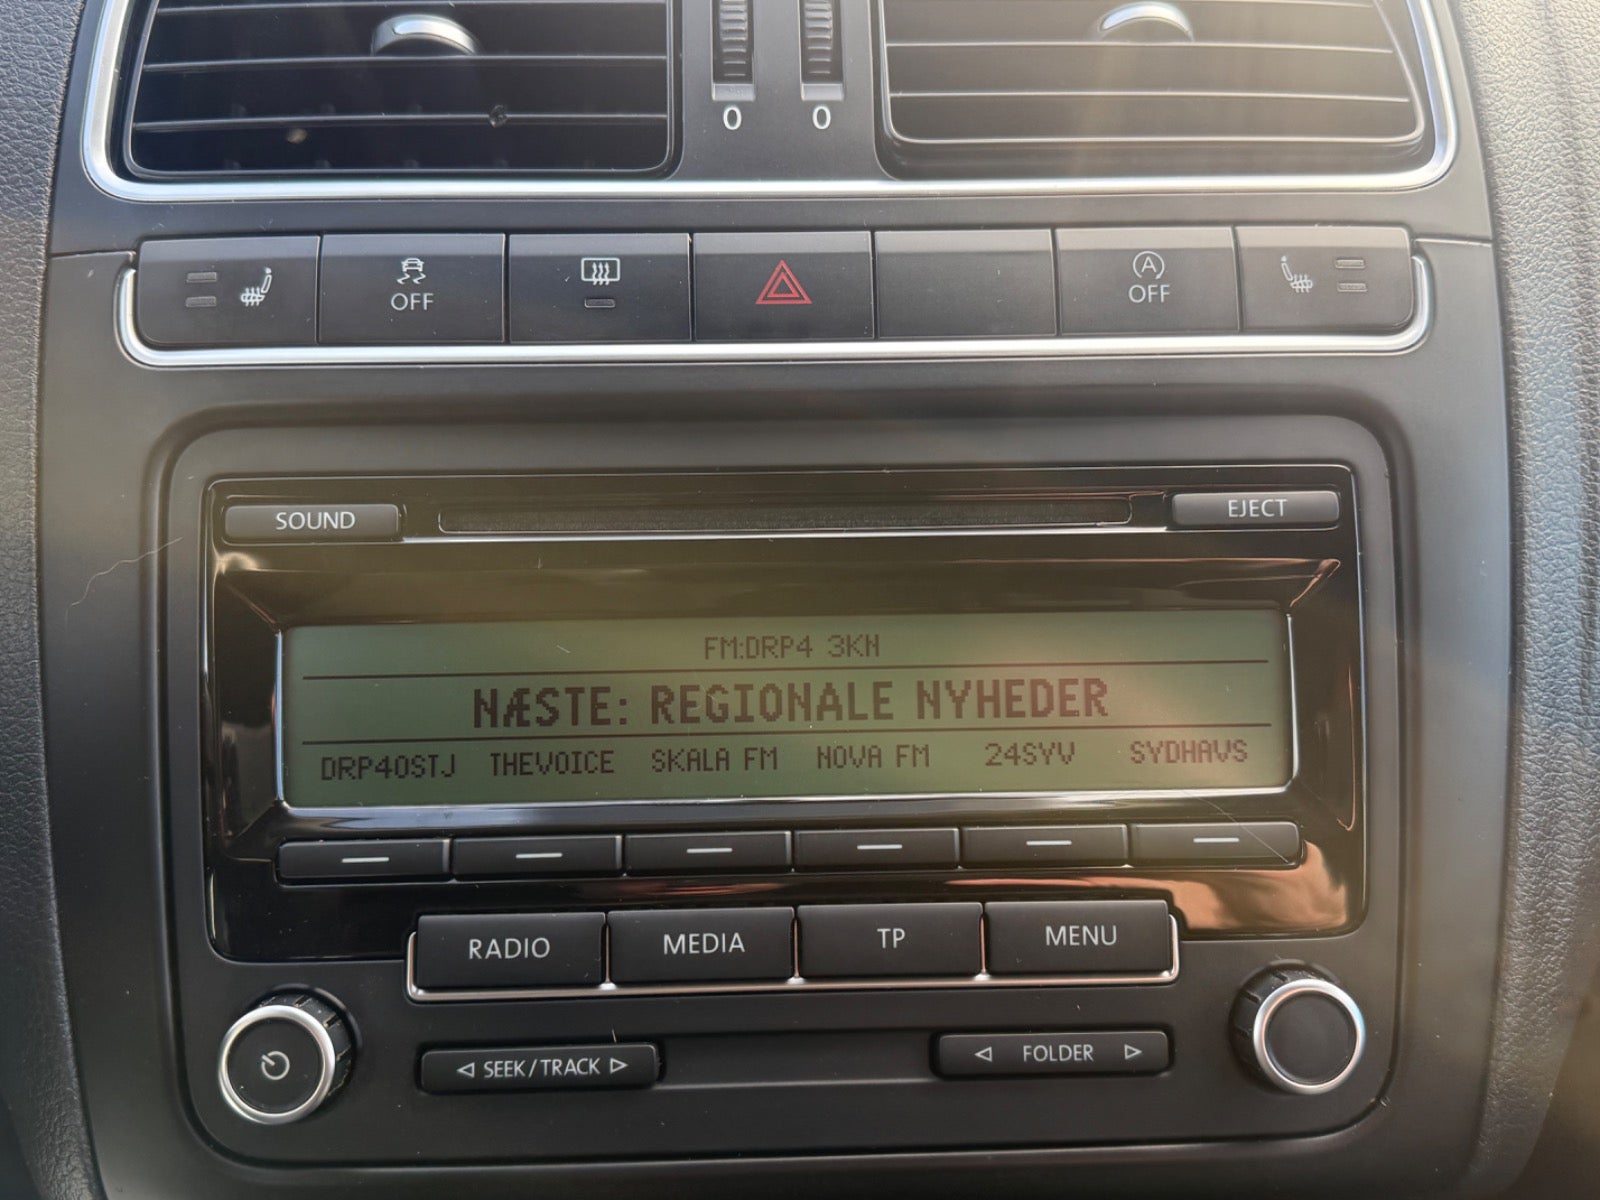 0 0
OFF OFF
SOUND EJECT
FM:DRP4 3KN
NÆSTE: REGIONALE NYHEDER
DRP4OSTJ THEVOICE SKALA FM NOVA FM 24SYV SYDHAVS
RADIO MEDIA TP MENU
SEEK/TRACK FOLDER